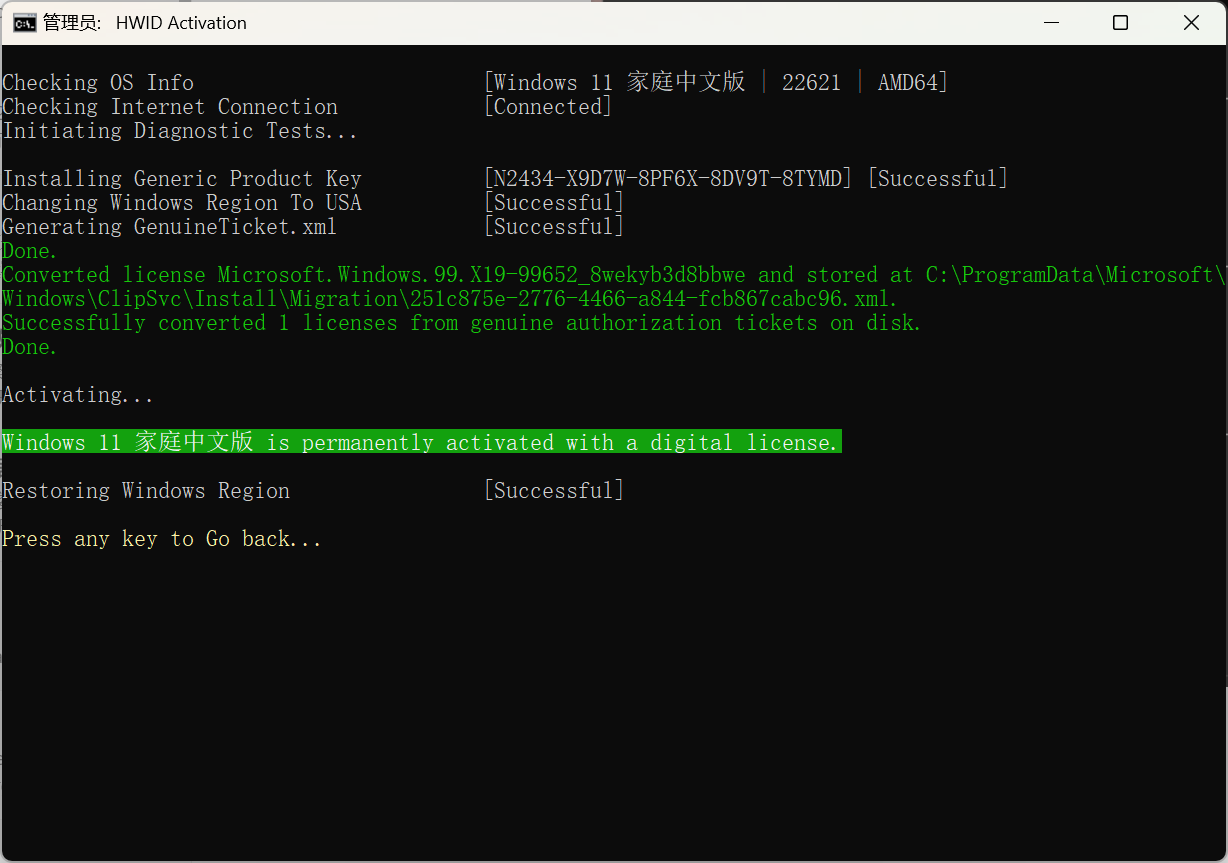 管理员: HWID Activation
Checking OS Info [Windows 11 家庭中文版 | 22621 | AMD64]
Checking Internet Connection [Connected]
Initiating Diagnostic Tests...
Installing Generic Product Key [N2434-X9D7W-8PF6X-8DV9T-8TYMD] [Successful]
Changing Windows Region To USA [Successful]
Generating GenuineTicket.xml [Successful]
Done.
Converted license Microsoft.Windows.99.X19-99652_8wekyb3d8bbwe and stored at C:\ProgramData\Microsoft\
Windows\ClipSvc\Install\Migration\251c875e-2776-4466-a844-fcb867cabc96.xml.
Successfully converted 1 licenses from genuine authorization tickets on disk.
Done.
Activating...
Windows 11 家庭中文版 is permanently activated with a digital license.
Restoring Windows Region [Successful]
Press any key to Go back...